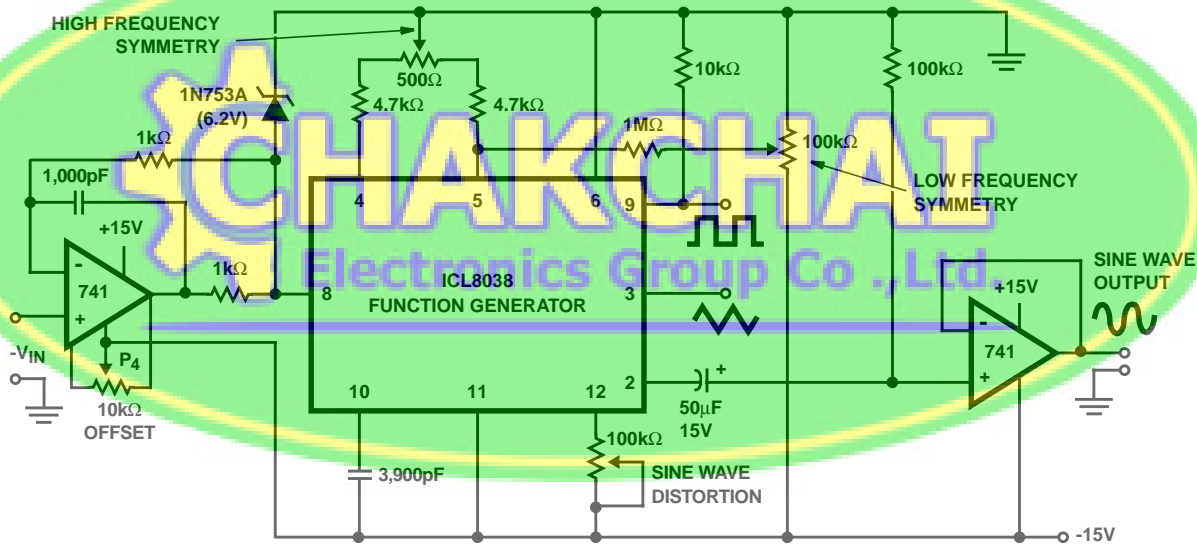 HIGH FREQUENCY
SYMMETRY
500Ω
10kΩ
100kΩ
1N753A
(6.2V)
4.7kΩ
4.7kΩ
1MΩ
100kΩ
1kΩ
CHAKCHAI
LOW FREQUENCY
SYMMETRY
1,000pF
4
5
6
9
+15V
-
741
+
1kΩ
Electronics Group Co .,Ltd.
8
ICL8038
FUNCTION GENERATOR
3
SINE WAVE
OUTPUT
+15V
-
741
+
-VIN
P4
10kΩ
OFFSET
10
11
12
2
+
50µF
15V
100kΩ
3,900pF
SINE WAVE
DISTORTION
-15V